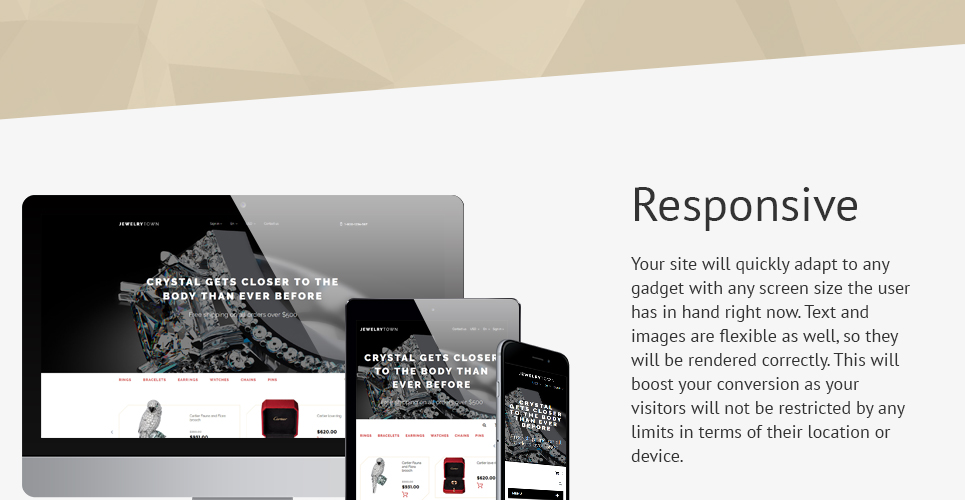 Responsive
Your site will quickly adapt to any
gadget with any screen size the user
has in hand right now. Text and
images are flexible as well, so they
will be rendered correctly. This will
boost your conversion as your
visitors will not be restricted by any
limits in terms of their location or
device.
JEWELRYTOWN
CRYSTAL GETS CLOSER TO THE
BODY THAN EVER BEFORE
Free shipping on all orders over $500
RINGS BRACELETS EARRINGS WATCHES CHAINS PINS
$620.00
JEWELRYTOWN
CRYSTAL GETS CLOSER
TO THE BODY THAN
EVER BEFORE
Free shipping on all orders over $500
RINGS BRACELETS EARRINGS WATCHES CHAINS PINS
$931.00
$620.00
CRYSTAL
GETS CLOSER
TO THE BODY
THAN EVER
BEFORE
MENU